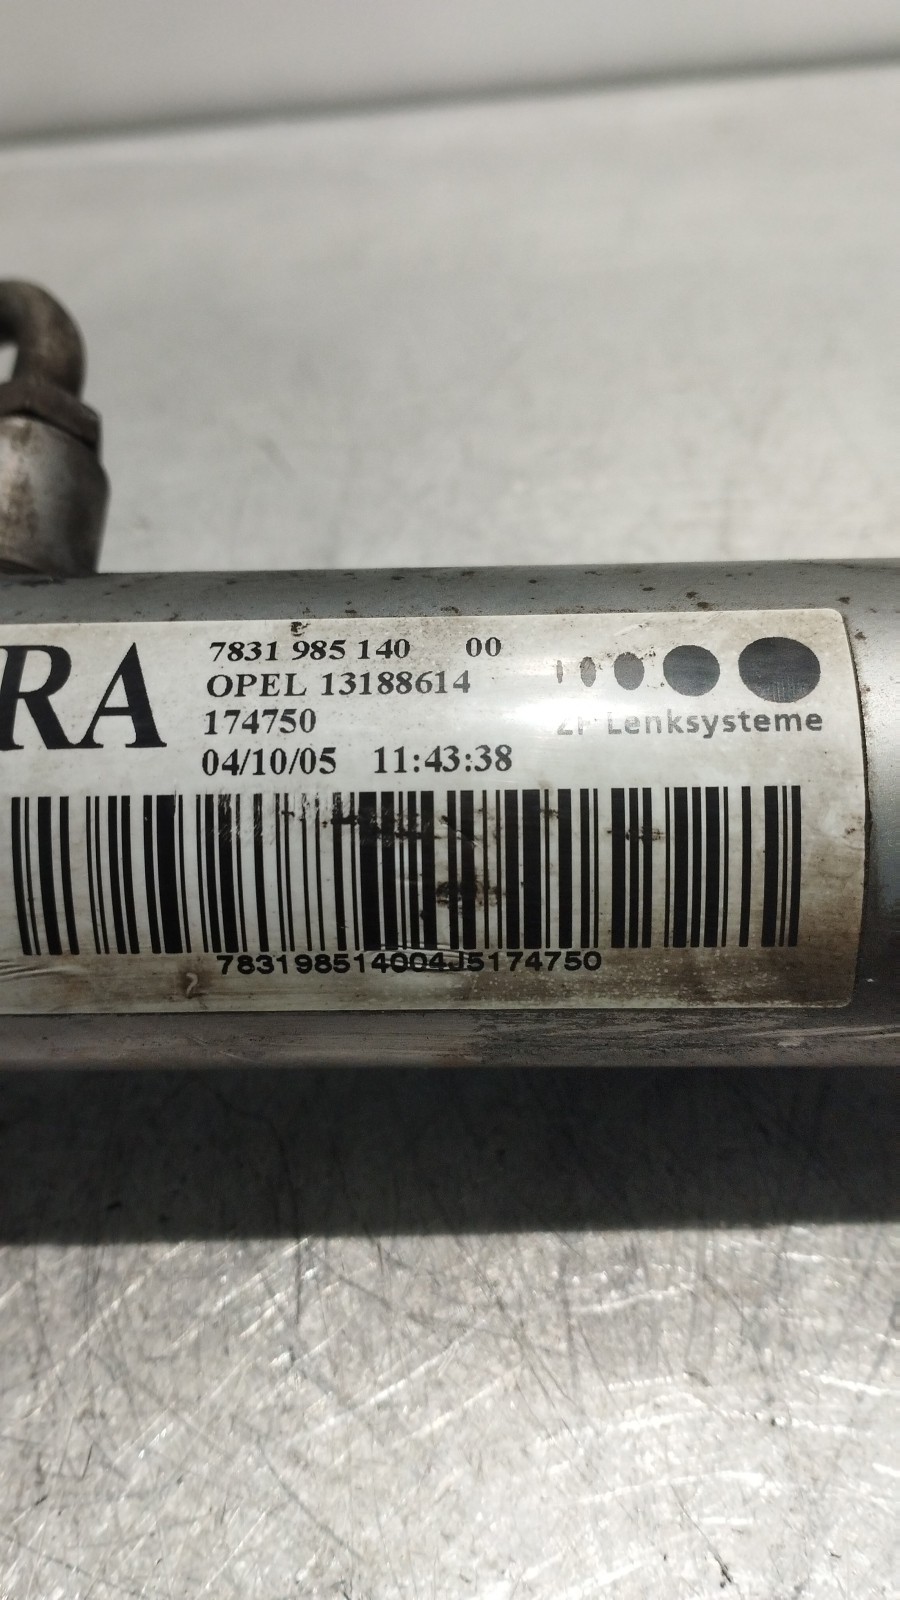 RA
7831 985 140 00
OPEL 13188614
174750
04/10/05 11:43:38
ZF Lenksysteme
783198514004J5174750